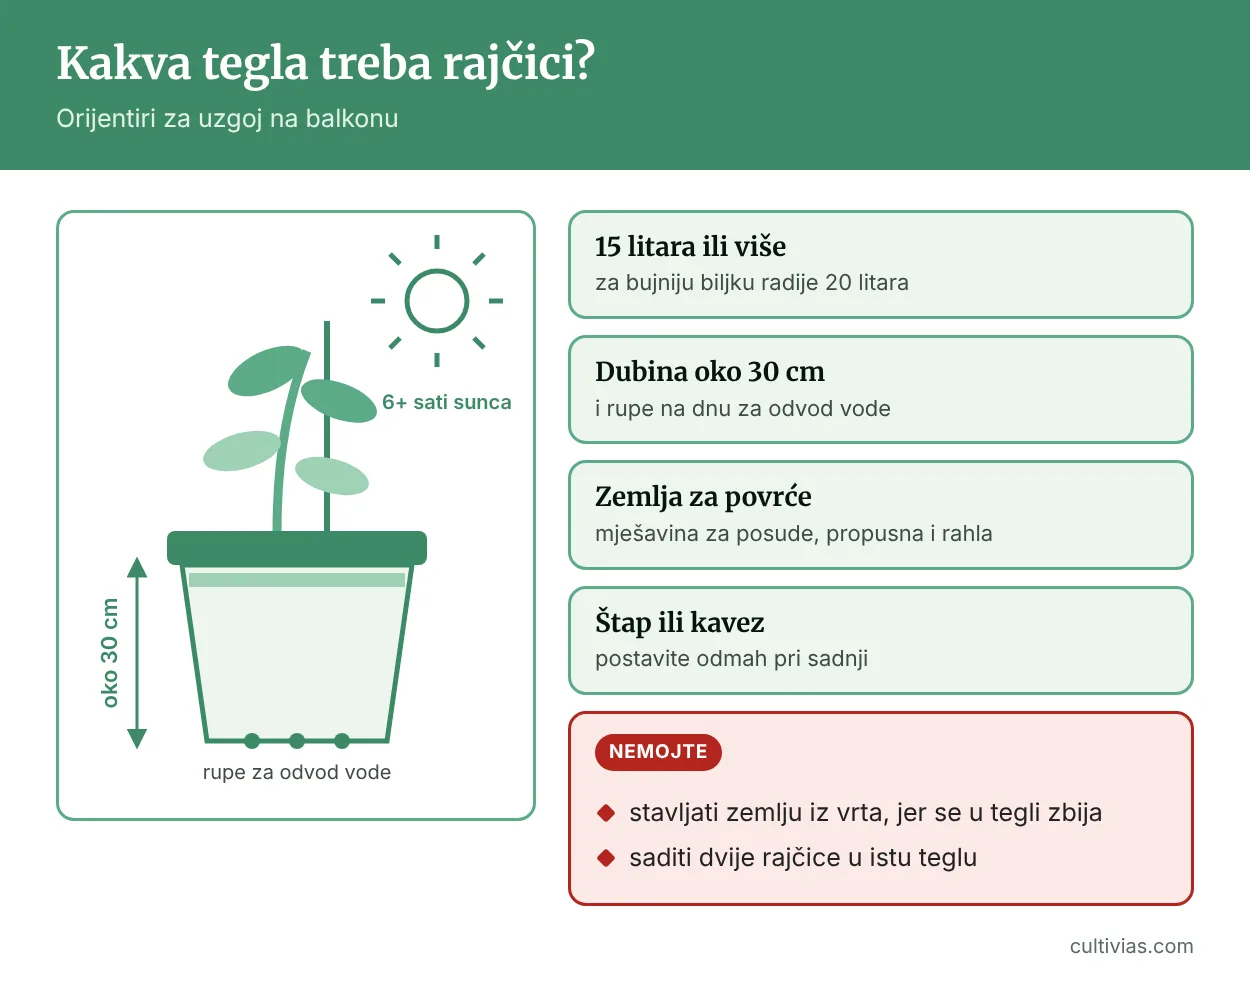 Kakva tegla treba rajčici?
Orijentiri za uzgoj na balkonu
6+ sati sunca
oko 30 cm
rupe za odvod vode
15 litara ili više
za bujniju biljku radije 20 litara
Dubina oko 30 cm
i rupe na dnu za odvod vode
Zemlja za povrće
mješavina za posude, propusna i rahla
Štap ili kavez
postavite odmah pri sadnji
NEMOJTE
stavljati zemlju iz vrta, jer se u tegli zbija
saditi dvije rajčice u istu teglu
cultivias.com